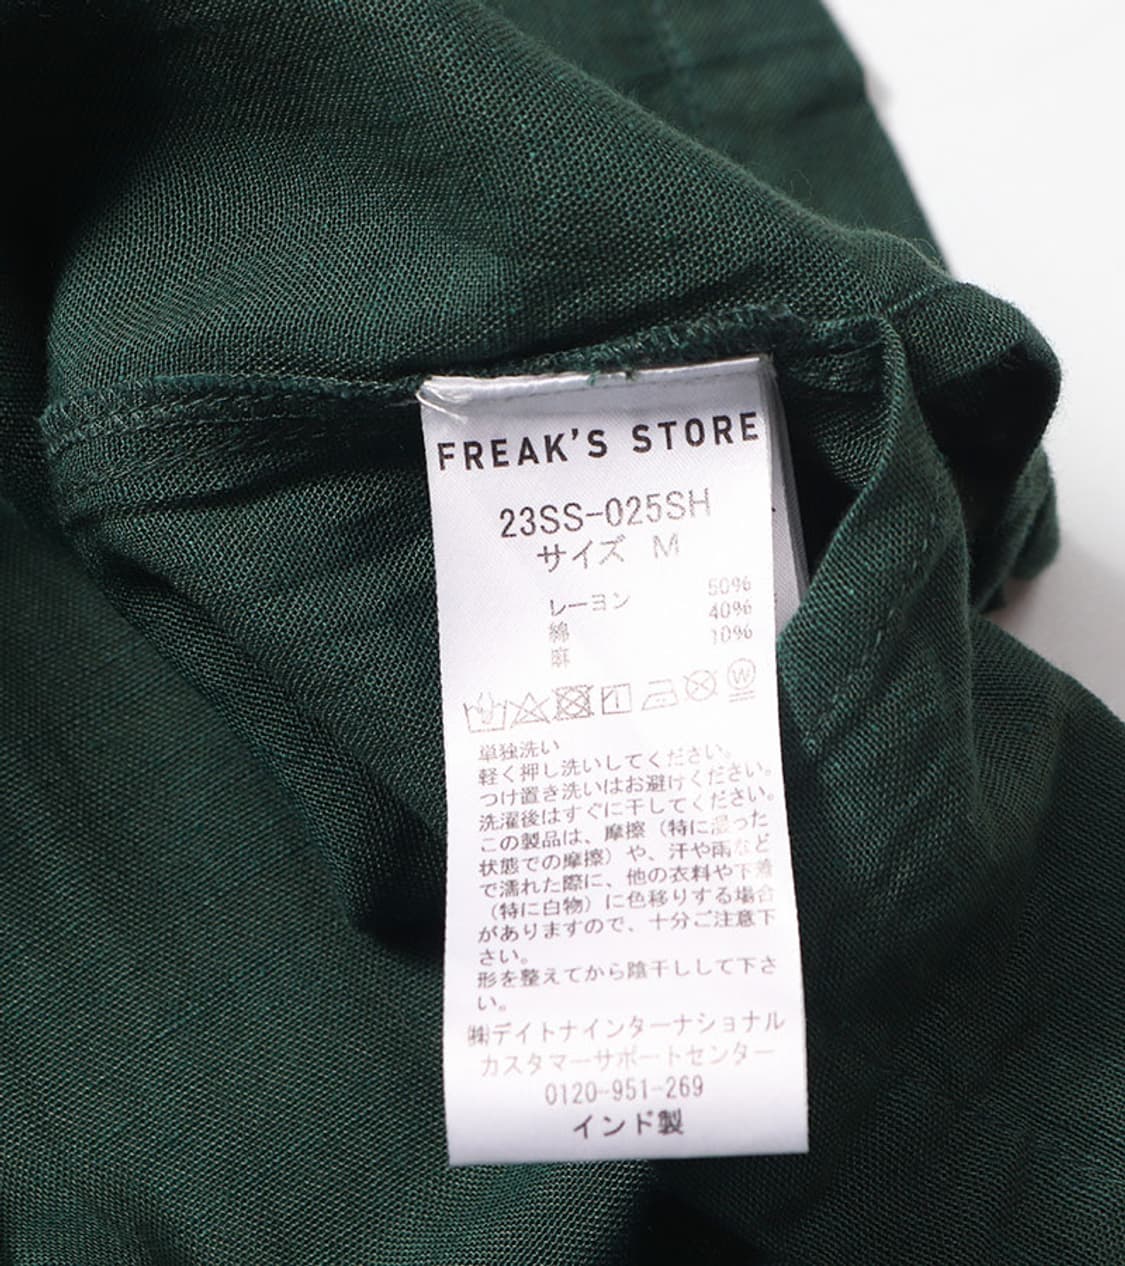 FREAK'S STORE
23SS-025SH
サイズ M
レーヨン 50%
綿 40%
麻 10%
W
単独洗い
軽く押し洗いしてください。
つけ置き洗いはお避けください。
洗濯後はすぐに干してください。
この製品は、摩擦（特に湿った
状態での摩擦）や、汗や雨などで
で濡れた際に、他の衣料や下着
（特に白物）に色移りする場合
がありますので、十分ご注意下
さい。
形を整えてから陰干しして下さ
い。
㈱デイトナインターナショナル
カスタマーサポートセンター
0120-951-269
インド製